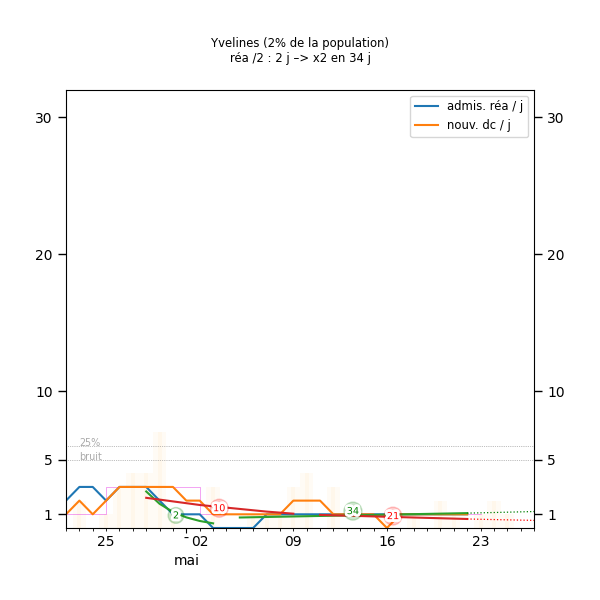 Yvelines (2% de la population)
réa /2 : 2 j –> x2 en 34 j
admis. réa / j
nouv. dc / j
30 30
20 20
10 10
25%
5 bruit 5
2 10 34 21
1 1
25 02 09 16 23
mai